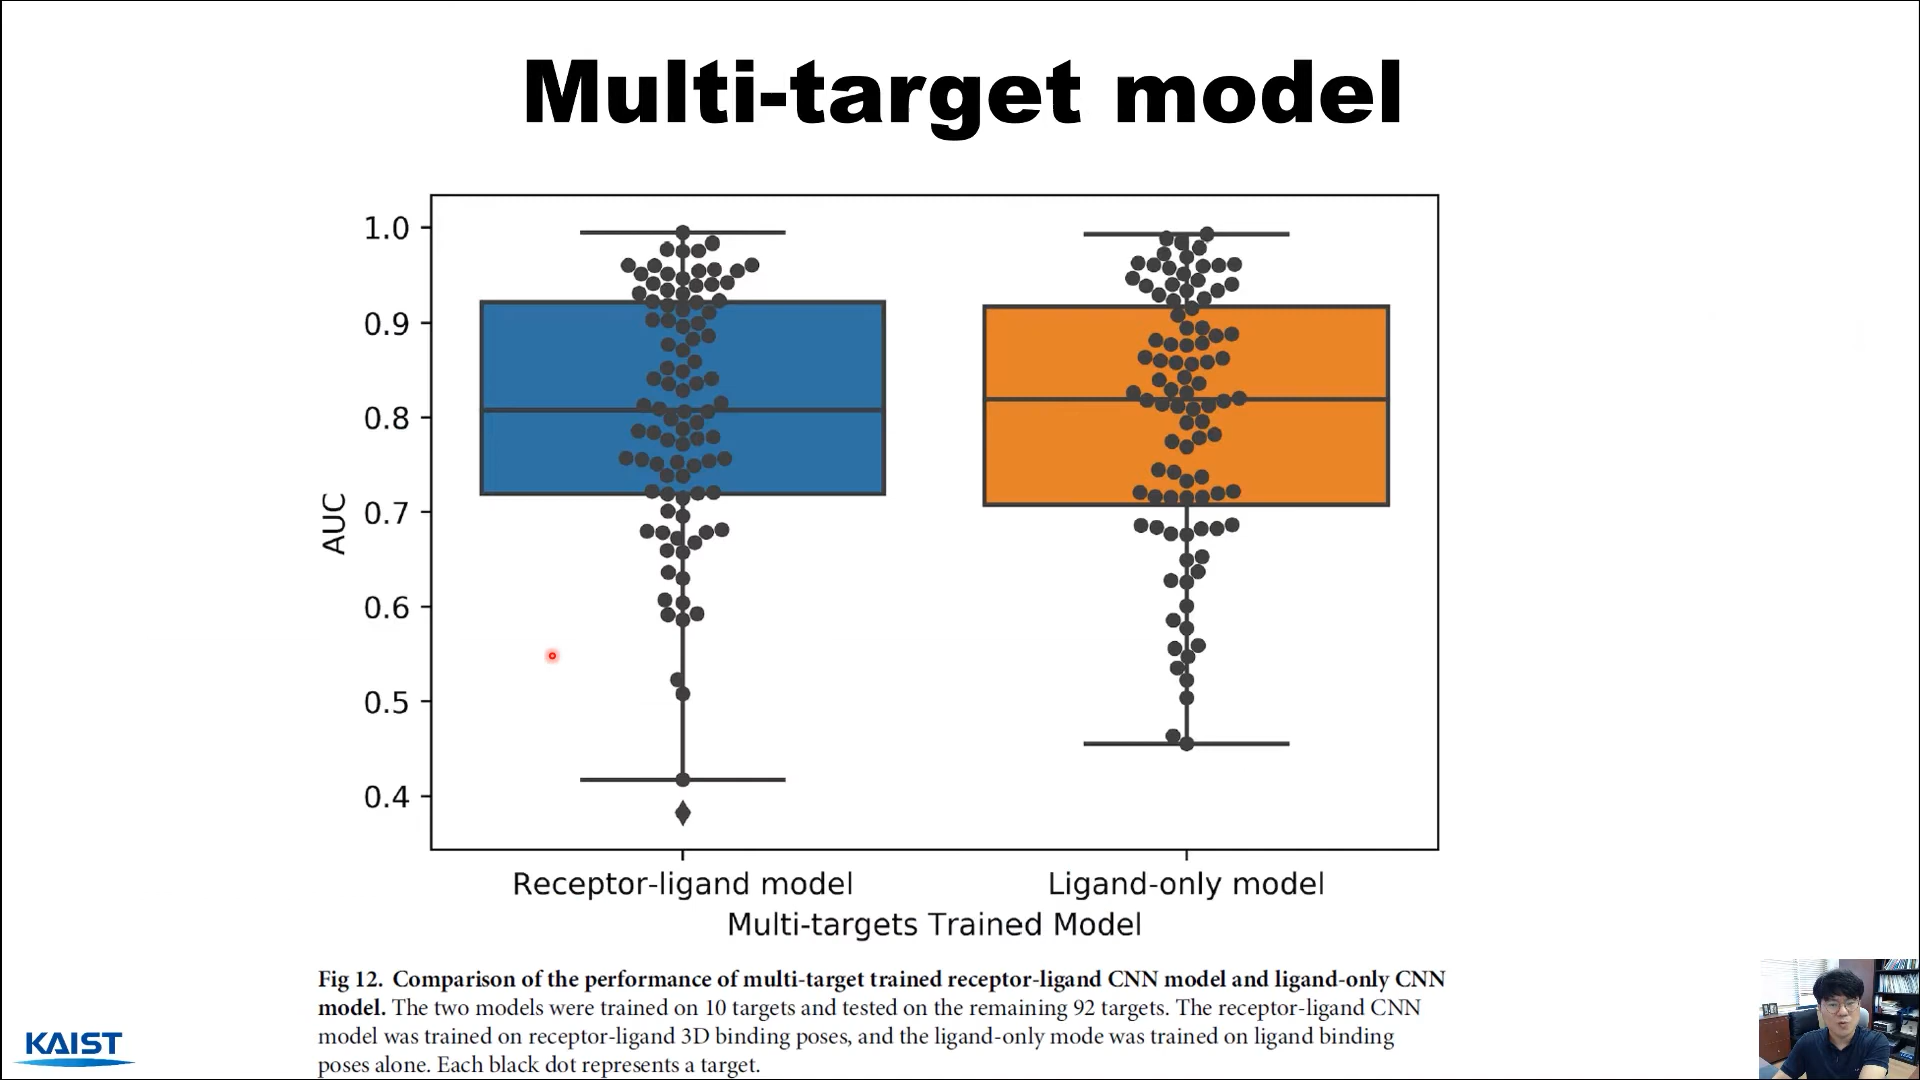 Multi-target model
1.0
0.9
0.8
0.7
0.6
0.5
0.4
AUC
Receptor-ligand model
Ligand-only model
Multi-targets Trained Model
Fig 12. Comparison of the performance of multi-target trained receptor-ligand CNN model and ligand-only CNN
model. The two models were trained on 10 targets and tested on the remaining 92 targets. The receptor-ligand CNN
model was trained on receptor-ligand 3D binding poses, and the ligand-only mode was trained on ligand binding
poses alone. Each black dot represents a target.
KAIST